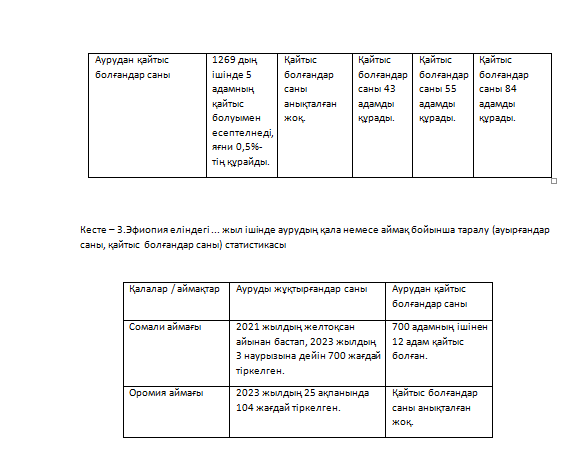 Аурудан қайтыс
болғандар саны
1269 дың
ішінде 5
адамның
қайтыс
болуымен
есептелнеді,
яғни 0,5%-
тің құрайды.
Қайтыс
болғандар
саны
анықталған
жоқ.
Қайтыс
болғандар
саны 43
адамды
құрады.
Қайтыс
болғандар
саны 55
адамды
құрады.
Қайтыс
болғандар
саны 84
адамды
құрады.
Кесте – 3.Эфиопия еліндегі ... жыл ішінде аурудың қала немесе аймақ бойынша таралу (ауырғандар
саны, қайтыс болғандар саны) статистикасы
Қалалар / аймақтар
Ауруды жұқтырғандар саны
Аурудан қайтыс
болғандар саны
Сомали аймағы
2021 жылдың желтоқсан
айынан бастап, 2023 жылдың
3 наурызына дейін 700 жағдай
тіркелген.
700 адамның ішінен
12 адам қайтыс
болған.
Оромия аймағы
2023 жылдың 25 ақпанында
104 жағдай тіркелген.
Қайтыс болғандар
саны анықталған
жоқ.